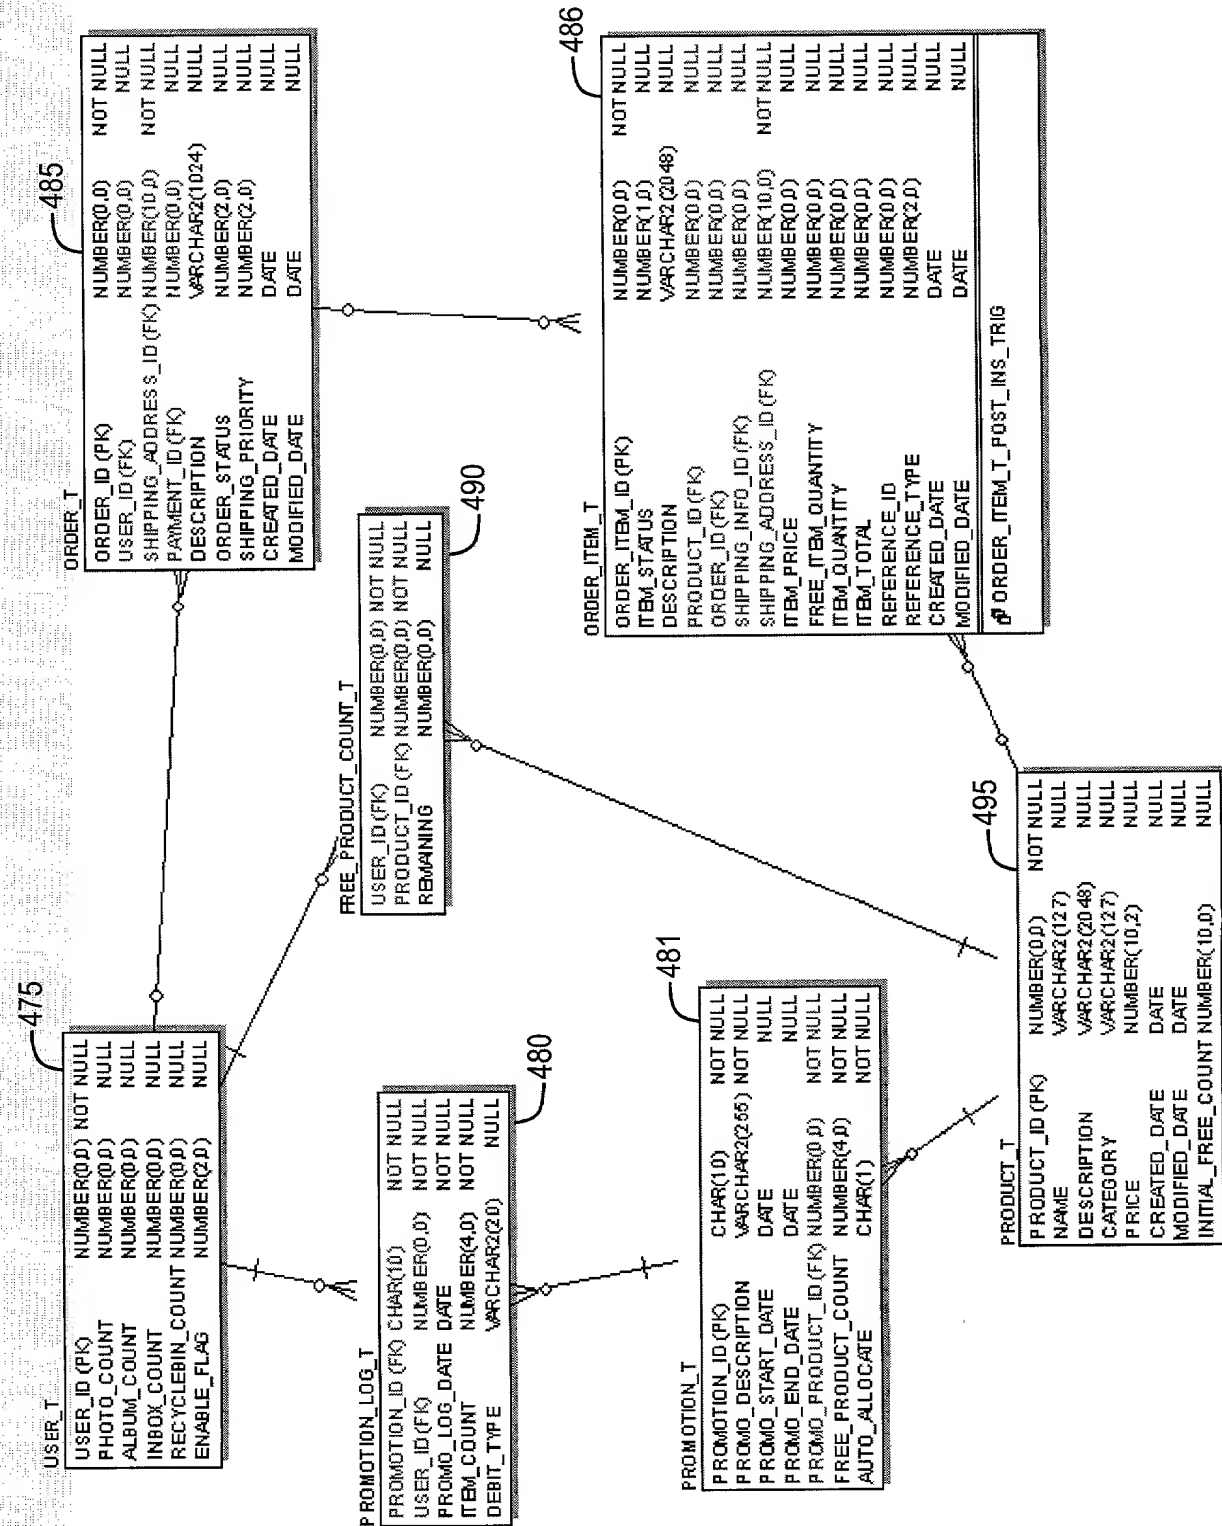 USER_T
475
USER_ID (PK) NUMBER(0,0) NOT NULL
PHOTO_COUNT NUMBER(0,0) NULL
ALBUM_COUNT NUMBER(0,0) NULL
INBOX_COUNT NUMBER(0,0) NULL
RECYCLEBIN_COUNT NUMBER(0,0) NULL
ENABLE_FLAG NUMBER(2,0) NULL
ORDER_T
485
ORDER_ID (PK) NUMBER(0,0) NOT NULL
USER_ID (FK) NUMBER(0,0) NULL
SHIPPING_ADDRESS_ID (FK) NUMBER(10,0) NOT NULL
PAYMENT_ID (FK) NUMBER(0,0) NULL
DESCRIPTION VARCHAR2(1024) NULL
ORDER_STATUS NUMBER(2,0) NULL
SHIPPING_PRIORITY NUMBER(2,0) NULL
CREATED_DATE DATE NULL
MODIFIED_DATE DATE NULL
FREE_PRODUCT_COUNT_T
490
USER_ID (FK) NUMBER(0,0) NOT NULL
PRODUCT_ID (FK) NUMBER(0,0) NOT NULL
REMAINING NUMBER(0,0) NULL
PROMOTION_LOG_T
480
PROMOTION_ID (FK) CHAR(10) NOT NULL
USER_ID (FK) NUMBER(0,0) NOT NULL
PROMO_LOG_DATE DATE NOT NULL
ITEM_COUNT NUMBER(4,0) NOT NULL
DEBIT_TYPE VARCHAR2(20) NULL
ORDER_ITEM_T
486
ORDER_ITEM_ID (PK) NUMBER(0,0) NOT NULL
ITEM_STATUS NUMBER(1,0) NULL
DESCRIPTION VARCHAR2(2048) NULL
PRODUCT_ID (FK) NUMBER(0,0) NULL
ORDER_ID (FK) NUMBER(0,0) NULL
SHIPPING_INFO_ID (FK) NUMBER(0,0) NULL
SHIPPING_ADDRESS_ID (FK) NUMBER(10,0) NOT NULL
ITEM_PRICE NUMBER(0,0) NULL
FREE_ITEM_QUANTITY NUMBER(0,0) NULL
ITEM_QUANTITY NUMBER(0,0) NULL
ITEM_TOTAL NUMBER(0,0) NULL
REFERENCE_ID NUMBER(0,0) NULL
REFERENCE_TYPE NUMBER(2,0) NULL
CREATED_DATE DATE NULL
MODIFIED_DATE DATE NULL
ORDER_ITEM_T_POST_INS_TRIG
PROMOTION_T
481
PROMOTION_ID (PK) CHAR(10) NOT NULL
PROMO_DESCRIPTION VARCHAR2(255) NOT NULL
PROMO_START_DATE DATE NULL
PROMO_END_DATE DATE NULL
PROMO_PRODUCT_ID (FK) NUMBER(0,0) NOT NULL
FREE_PRODUCT_COUNT NUMBER(4,0) NOT NULL
AUTO_ALLOCATE CHAR(1) NOT NULL
PRODUCT_T
495
PRODUCT_ID (PK) NUMBER(0,0) NOT NULL
NAME VARCHAR2(127) NULL
DESCRIPTION VARCHAR2(2048) NULL
CATEGORY VARCHAR2(127) NULL
PRICE NUMBER(10,2) NULL
CREATED_DATE DATE NULL
MODIFIED_DATE DATE NULL
INITIAL_FREE_COUNT NUMBER(10,0) NULL